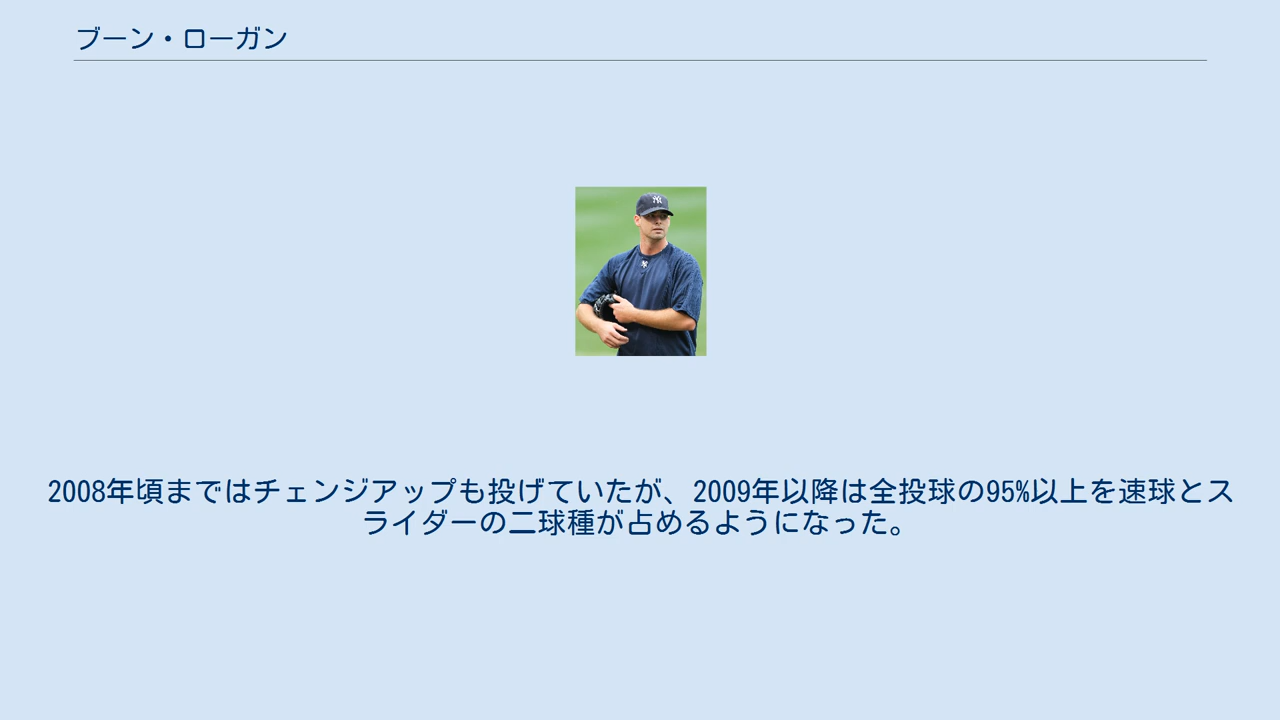 ブーン・ローガン
2008年頃まではチェンジアップも投げていたが、2009年以降は全投球の95%以上を速球とス
ライダーの二球種が占めるようになった。